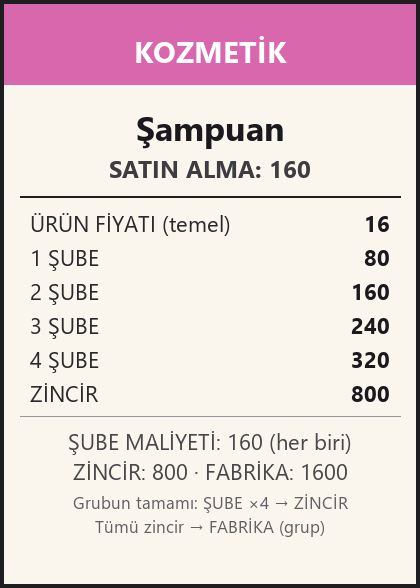 KOZMETİK
Şampuan
SATIN ALMA: 160
ÜRÜN FİYATI (temel) 16
1 ŞUBE 80
2 ŞUBE 160
3 ŞUBE 240
4 ŞUBE 320
ZİNCİR 800
ŞUBE MALİYETİ: 160 (her biri)
ZİNCİR: 800 · FABRİKA: 1600
Grubun tamamı: ŞUBE ×4 → ZİNCİR
Tümü zincir → FABRİKA (grup)